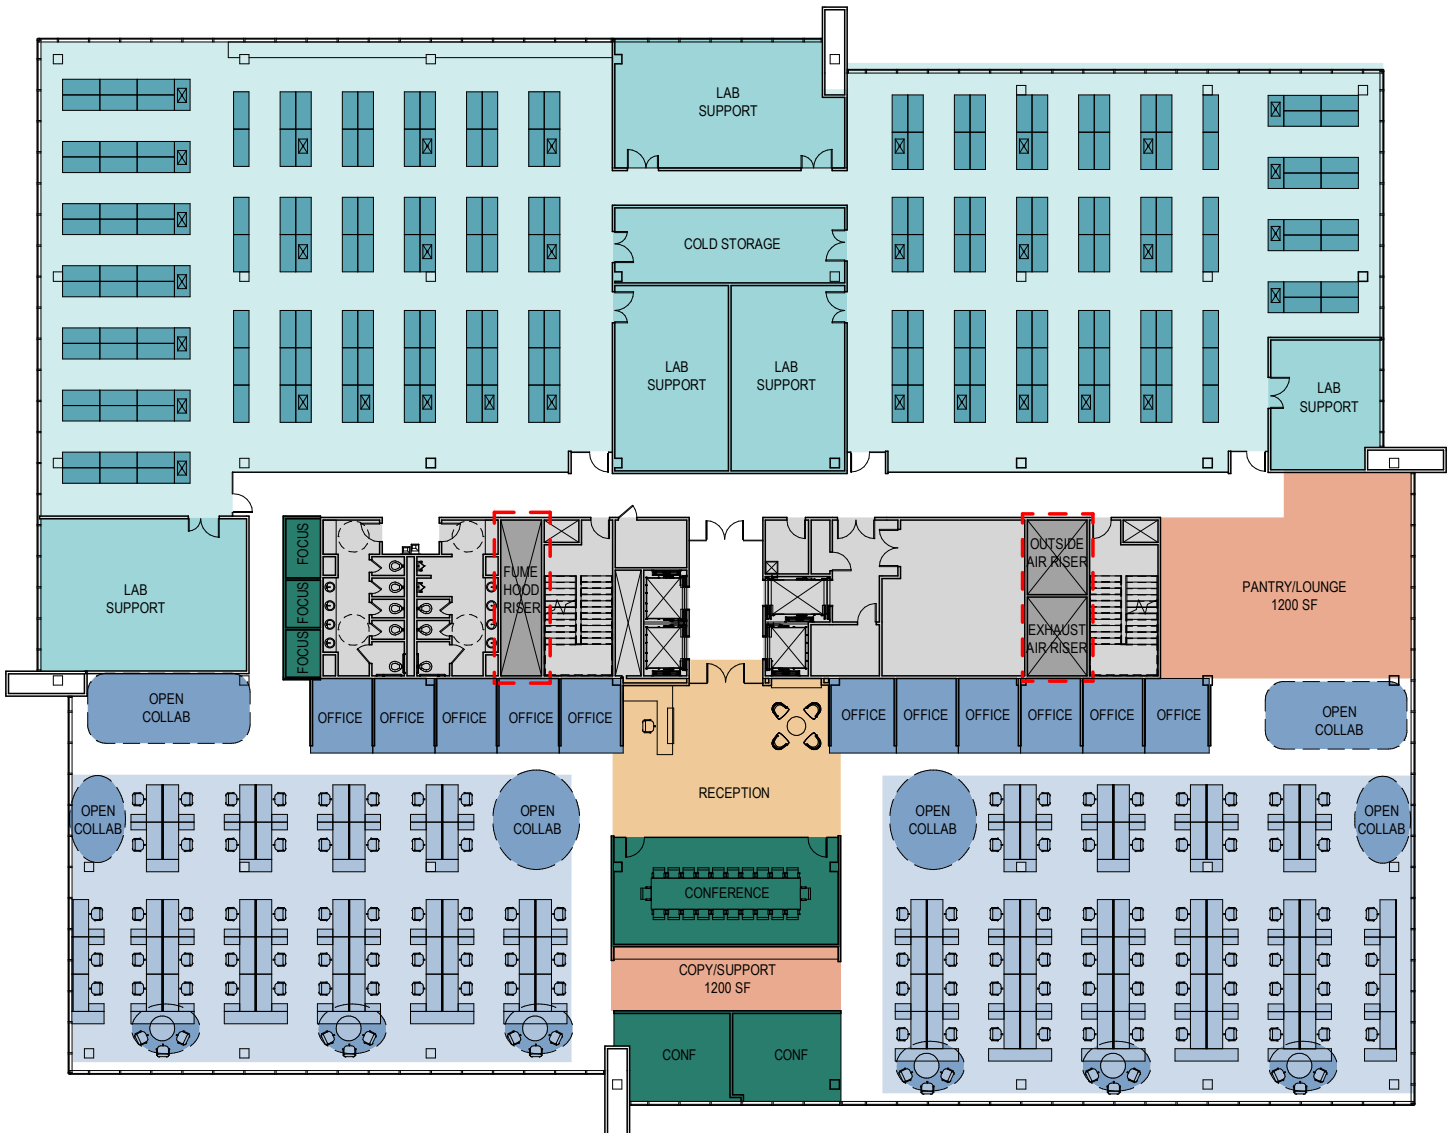 LAB
SUPPORT
COLD STORAGE
LAB
SUPPORT
LAB
SUPPORT
LAB
SUPPORT
FOCUS
FOCUS
FOCUS
FUME
HOOD
RISER
OUTSIDE
AIR RISER
EXHAUST
AIR RISER
LAB
SUPPORT
PANTRY/LOUNGE
1200 SF
OPEN
COLLAB
OFFICE
OFFICE
OFFICE
OFFICE
OFFICE
OFFICE
OFFICE
OFFICE
OFFICE
OFFICE
OFFICE
OPEN
COLLAB
RECEPTION
OPEN
COLLAB
OPEN
COLLAB
OPEN
COLLAB
OPEN
COLLAB
CONFERENCE
COPY/SUPPORT
1200 SF
CONF
CONF